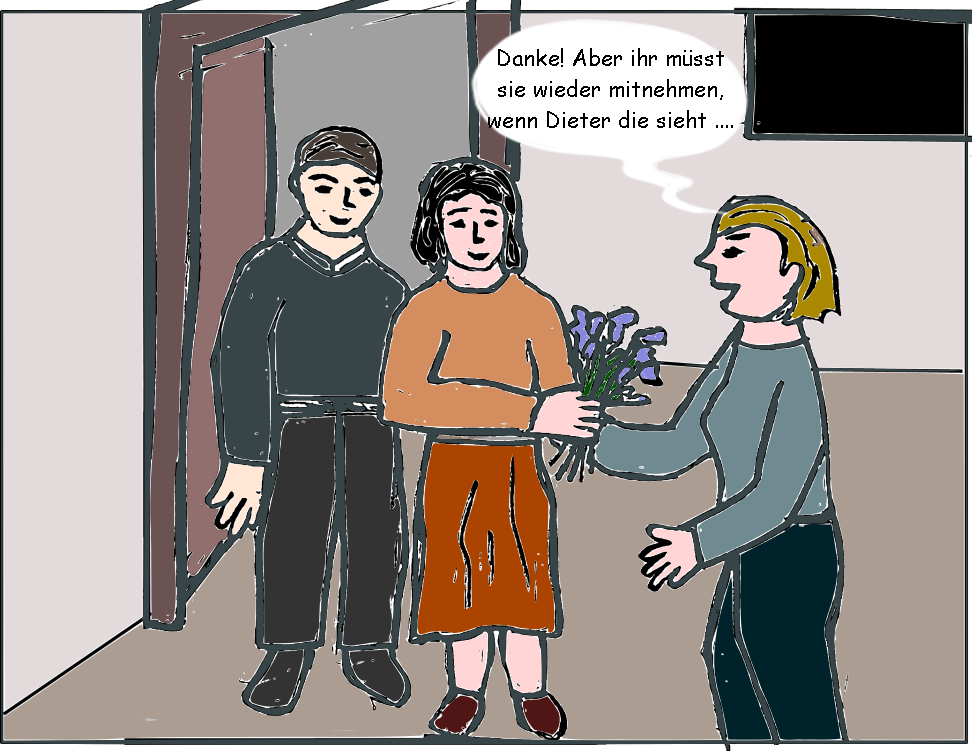 Danke! Aber ihr müsst
sie wieder mitnehmen,
wenn Dieter die sieht ....